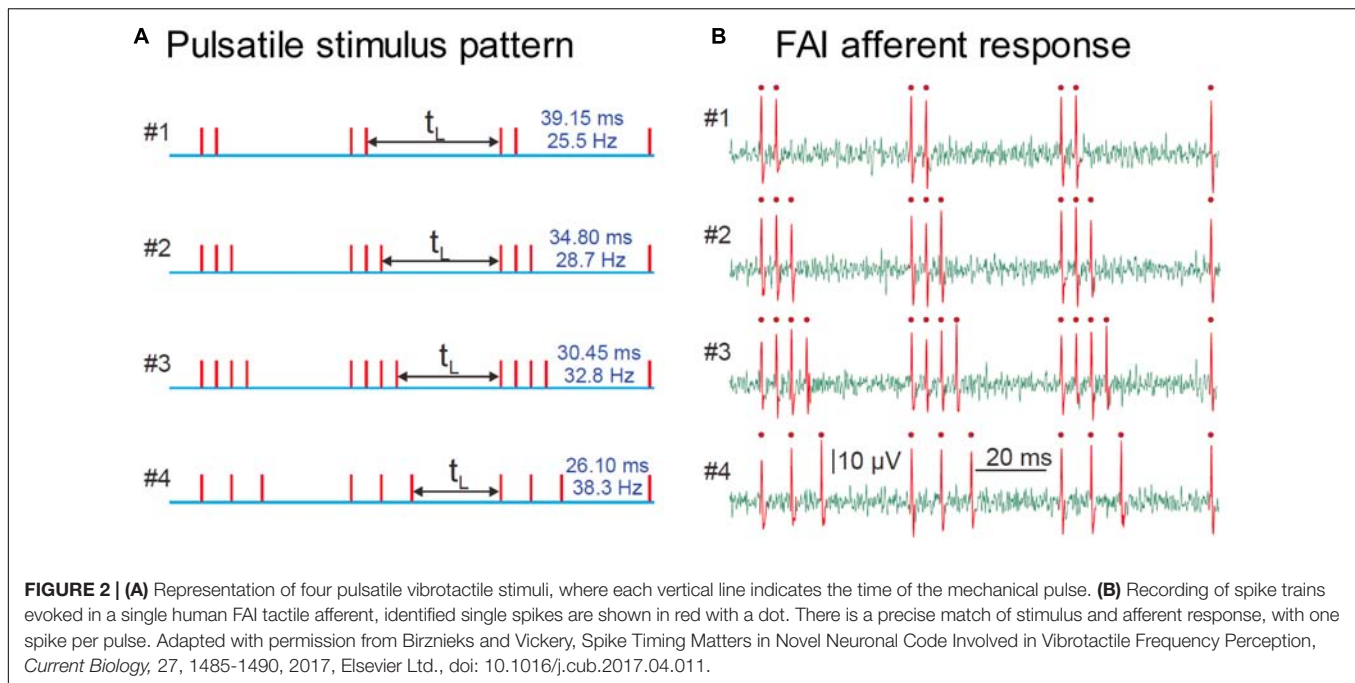 A Pulsatile stimulus pattern
#1
tL
39.15 ms
25.5 Hz
#2
tL
34.80 ms
28.7 Hz
#3
tL
30.45 ms
32.8 Hz
#4
tL
26.10 ms
38.3 Hz
B FAI afferent response
#1
#2
#3
#4
10 µV
20 ms
FIGURE 2 | (A) Representation of four pulsatile vibrotactile stimuli, where each vertical line indicates the time of the mechanical pulse. (B) Recording of spike trains
evoked in a single human FAI tactile afferent, identified single spikes are shown in red with a dot. There is a precise match of stimulus and afferent response, with one
spike per pulse. Adapted with permission from Birznieks and Vickery, Spike Timing Matters in Novel Neuronal Code Involved in Vibrotactile Frequency Perception,
Current Biology, 27, 1485-1490, 2017, Elsevier Ltd., doi: 10.1016/j.cub.2017.04.011.